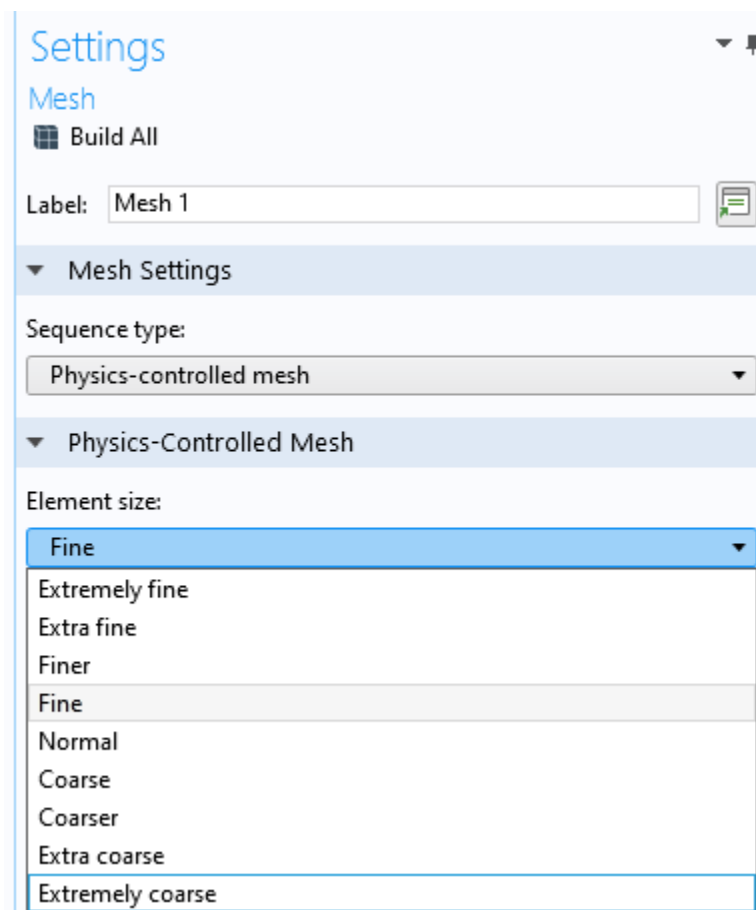 Settings
Mesh
Build All
Label: Mesh 1
Mesh Settings
Sequence type:
Physics-controlled mesh
Physics-Controlled Mesh
Element size:
Fine
Extremely fine
Extra fine
Finer
Fine
Normal
Coarse
Coarser
Extra coarse
Extremely coarse